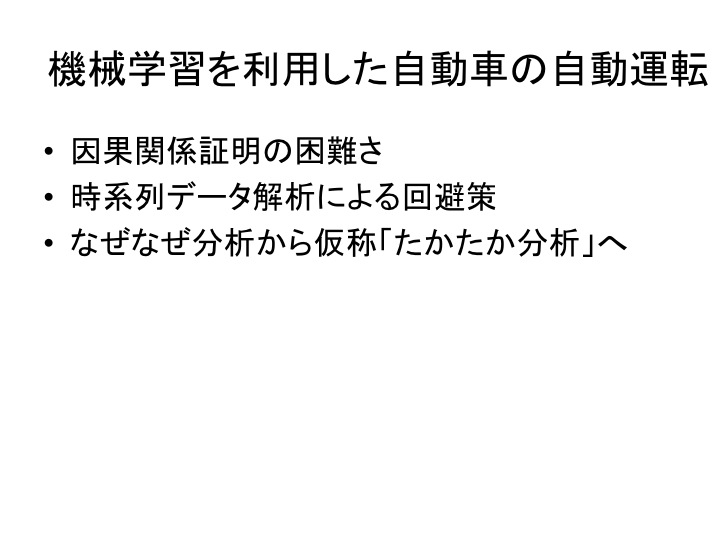 機械学習を利用した自動車の自動運転
• 因果関係証明の困難さ
• 時系列データ解析による回避策
• なぜなぜ分析から仮称「たかたか分析」へ